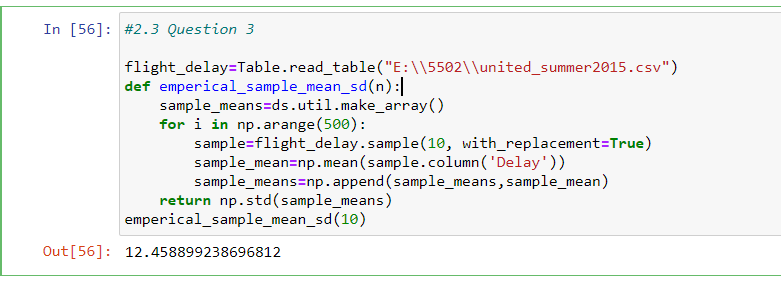 In [56]: #2.3 Question 3
flight_delay=Table.read_table("E:\\5502\\united_summer2015.csv")
def emperical_sample_mean_sd(n):
    sample_means=ds.util.make_array()
    for i in np.arange(500):
        sample=flight_delay.sample(10, with_replacement=True)
        sample_mean=np.mean(sample.column('Delay'))
        sample_means=np.append(sample_means,sample_mean)
    return np.std(sample_means)
emperical_sample_mean_sd(10)
Out[56]: 12.458899238696812